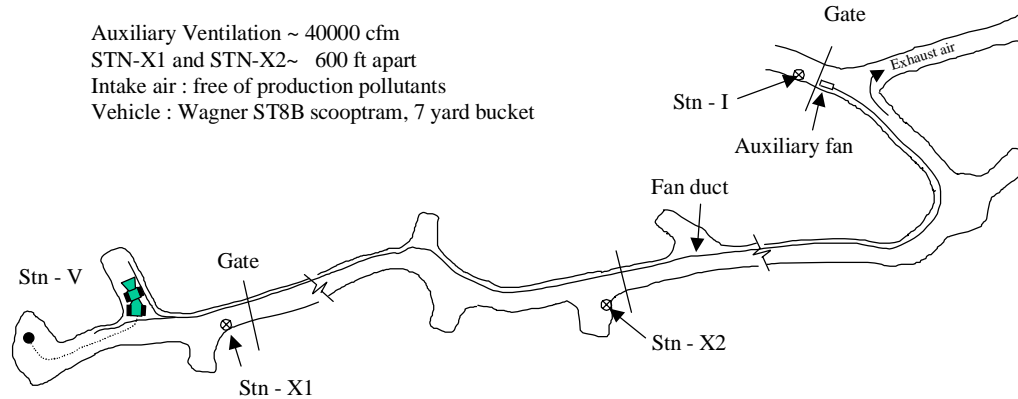 Auxiliary Ventilation ~ 40000 cfm
STN-X1 and STN-X2~ 600 ft apart
Intake air : free of production pollutants
Vehicle : Wagner ST8B scooptram, 7 yard bucket
Gate
Exhaust air
Stn - I
Auxiliary fan
Fan duct
Gate
Stn - V
Stn - X2
Stn - X1